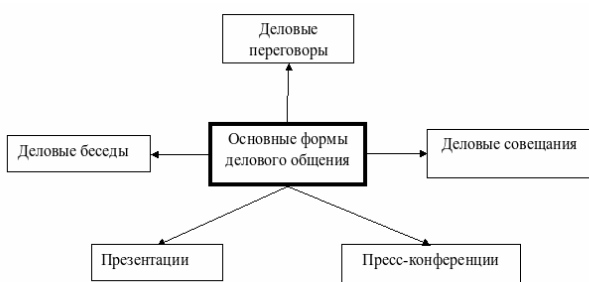 Деловые
переговоры
Деловые беседы
Основные формы
делового общения
Деловые совещания
Презентации
Пресс-конференции